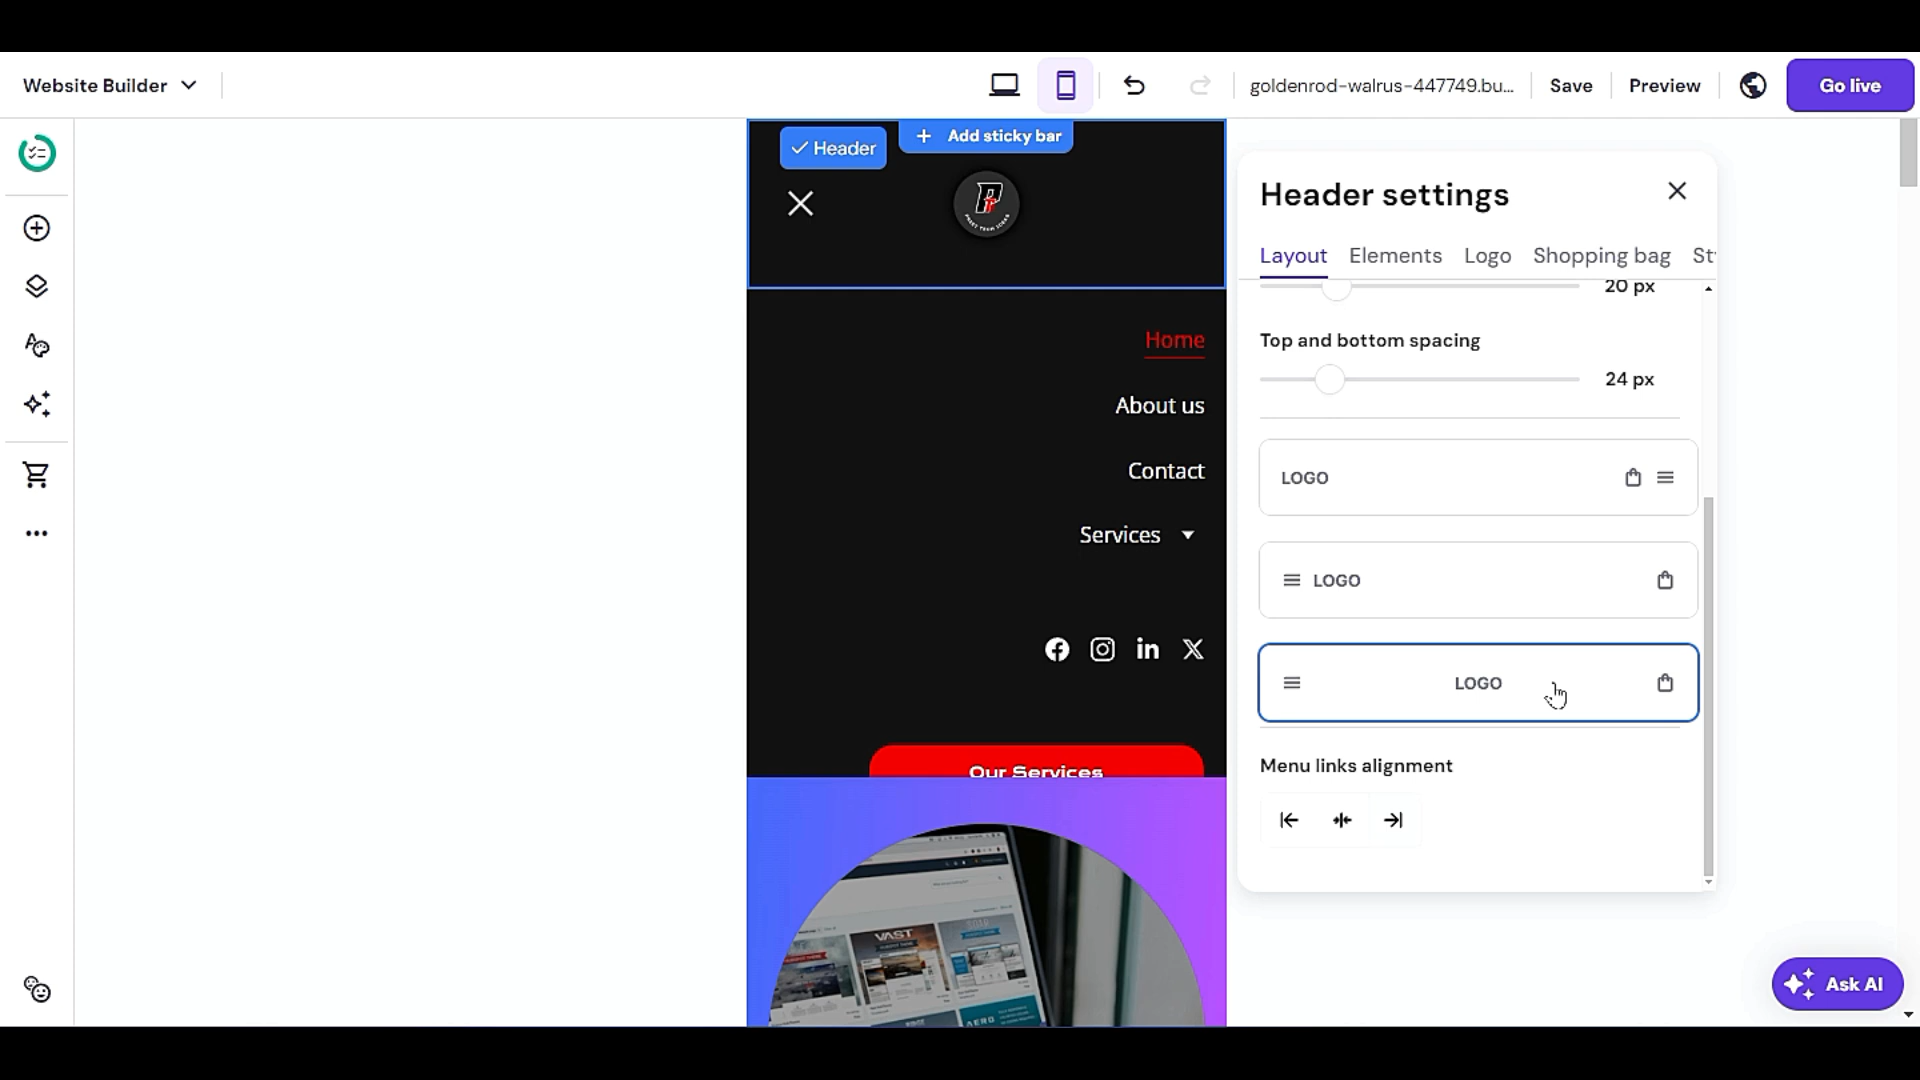 Website Builder
goldenrod-walrus-447749.bu...
Save
Preview
Go live
Header
+ Add sticky bar
Home
About us
Contact
Services
Our Services
VAST
AERO
Header settings
Layout
Elements
Logo
Shopping bag
St
20 px
Top and bottom spacing
24 px
LOGO
LOGO
LOGO
Menu links alignment
Ask AI